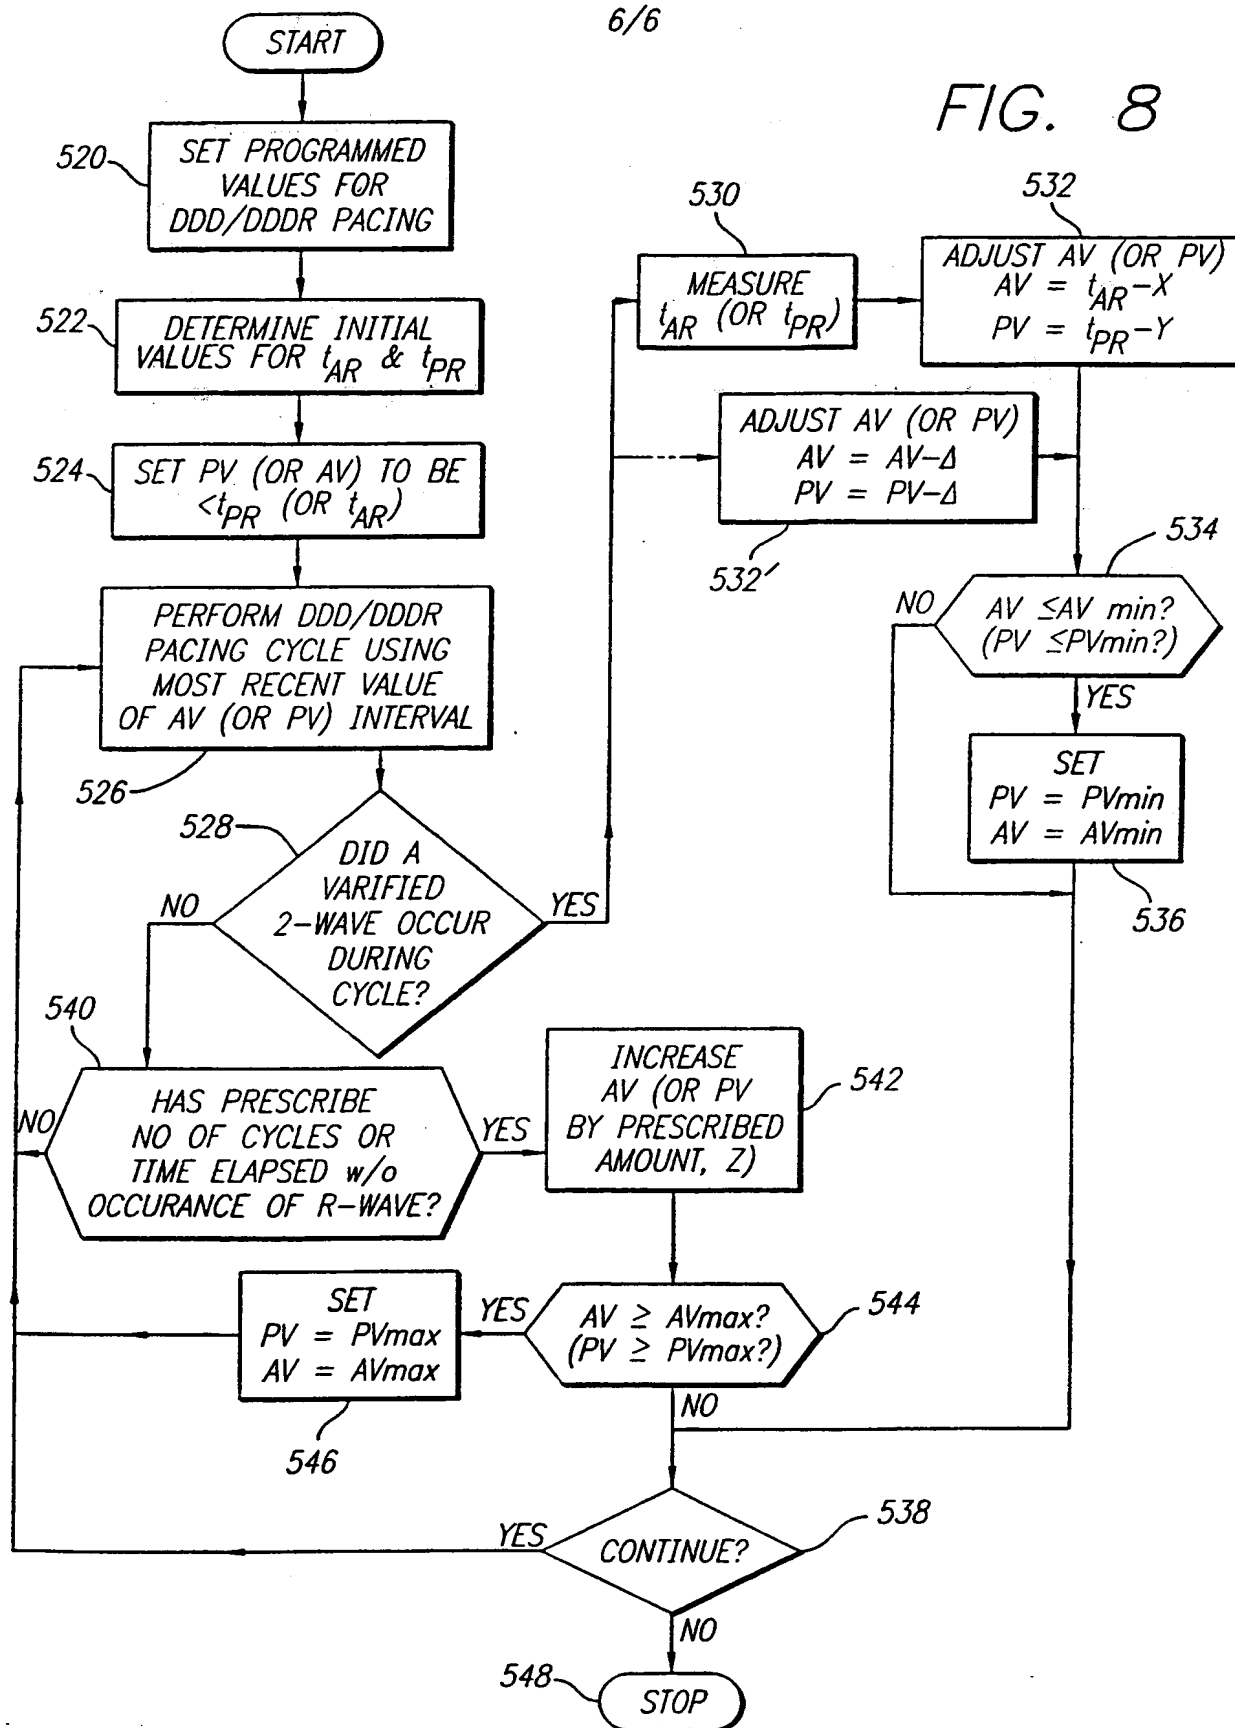 6/6
FIG. 8
START
520
SET PROGRAMMED
VALUES FOR
DDD/DDDR PACING
522
DETERMINE INITIAL
VALUES FOR tAR & tPR
524
SET PV (OR AV) TO BE
<tPR (OR tAR)
PERFORM DDD/DDDR
PACING CYCLE USING
MOST RECENT VALUE
OF AV (OR PV) INTERVAL
526
528
DID A
VARIFIED
2-WAVE OCCUR
DURING
CYCLE?
NO
YES
530
MEASURE
tAR (OR tPR)
532
ADJUST AV (OR PV)
AV = tAR-X
PV = tPR-Y
ADJUST AV (OR PV)
AV = AV-Δ
PV = PV-Δ
532'
534
NO
AV ≤AV min?
(PV ≤PVmin?)
YES
SET
PV = PVmin
AV = AVmin
536
540
HAS PRESCRIBE
NO OF CYCLES OR
TIME ELAPSED w/o
OCCURANCE OF R-WAVE?
NO
YES
INCREASE
AV (OR PV
BY PRESCRIBED
AMOUNT, Z)
542
AV ≥ AVmax?
(PV ≥ PVmax?)
544
YES
NO
SET
PV = PVmax
AV = AVmax
546
CONTINUE?
538
YES
NO
548
STOP